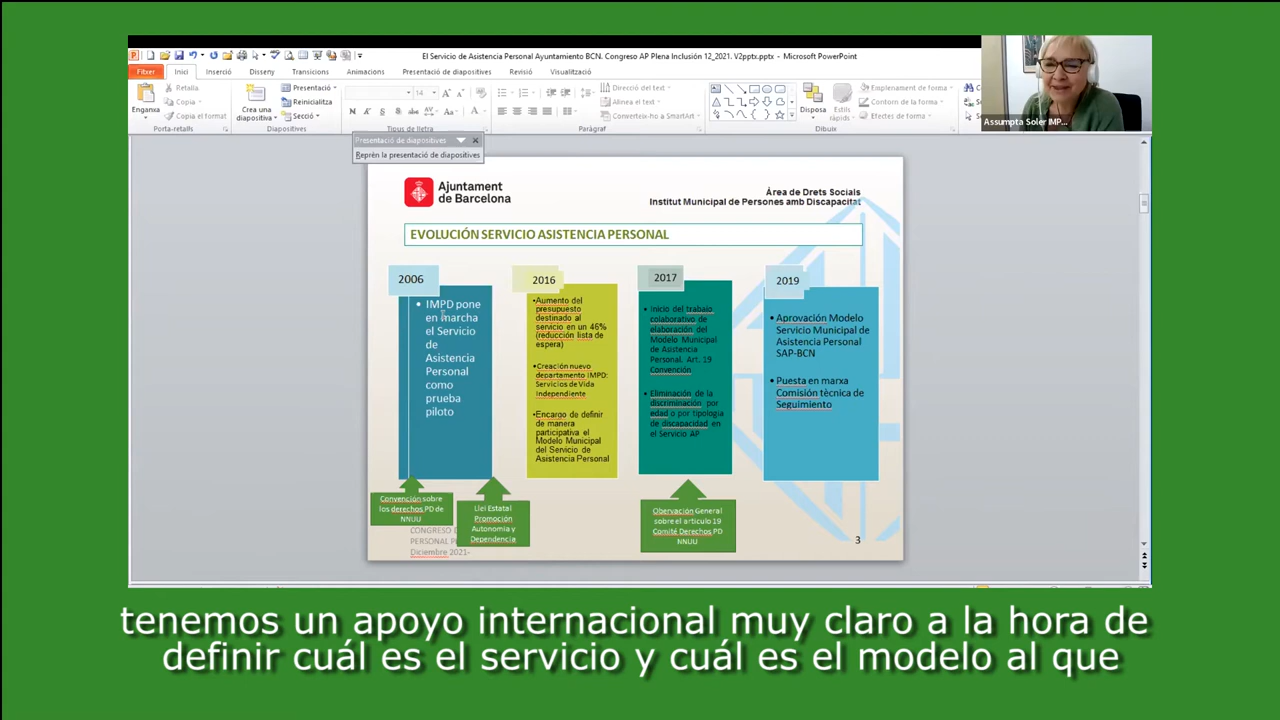 El Servicio de Asistencia Personal Ayuntamiento BCN. Congreso AP Plena Inclusión 12_2021. V2pptx.pptx - Microsoft PowerPoint
Fitxer Inici Inserció Disseny Transicions Animacions Presentació de diapositives Revisió Visualització
Enganxa
Retalla
Copia
Copia el format
Porta-retalls
Crea una
diapositiva
Presentació
Reinicialitza
Secció
Diapositives
14
N K S S abc AV Aa A
Tipus de lletra
Direcció del text
Alinea el text
Converteix-ho a SmartArt
Paràgraf
Disposa
Estils
ràpids
Emplenament de forma
Contorn de la forma
Efectes de forma
Dibuix
Assumpta Soler IMP...
Presentació de diapositives
Reprèn la presentació de diapositives
Ajuntament
de Barcelona
Àrea de Drets Socials
Institut Municipal de Persones amb Discapacitat
EVOLUCIÓN SERVICIO ASISTENCIA PERSONAL
2006
• IMPD pone
en marcha
el Servicio
de
Asistencia
Personal
como
prueba
piloto
2016
•Aumento del
presupuesto
destinado al
servicio en un 46%
(reducción lista de
espera)
•Creación nuevo
departamento IMPD:
Servicios de Vida
Independiente
•Encargo de definir
de manera
participativa el
Modelo Municipal
del Servicio de
Asistencia Personal
2017
• Inicio del trabajo
colaborativo de
elaboración del
Modelo Municipal
de Asistencia
Personal. Art. 19
Convención
• Eliminación de la
discriminación por
edad o por tipologia
de discapacidad en
el Servicio AP
2019
• Aprovación Modelo
Servicio Municipal de
Asistencia Personal
SAP-BCN
• Puesta en marxa
Comisión tècnica de
Seguimiento
Convención sobre
los derechos PD de
NNUU
Llei Estatal
Promoción
Autonomia y
Dependencia
Obervación General
sobre el articulo 19
Comité Derechos PD
NNUU
CONGRESO D
PERSONAL P
Diciembre 2021-
3
tenemos un apoyo internacional muy claro a la hora de
definir cuál es el servicio y cuál es el modelo al que